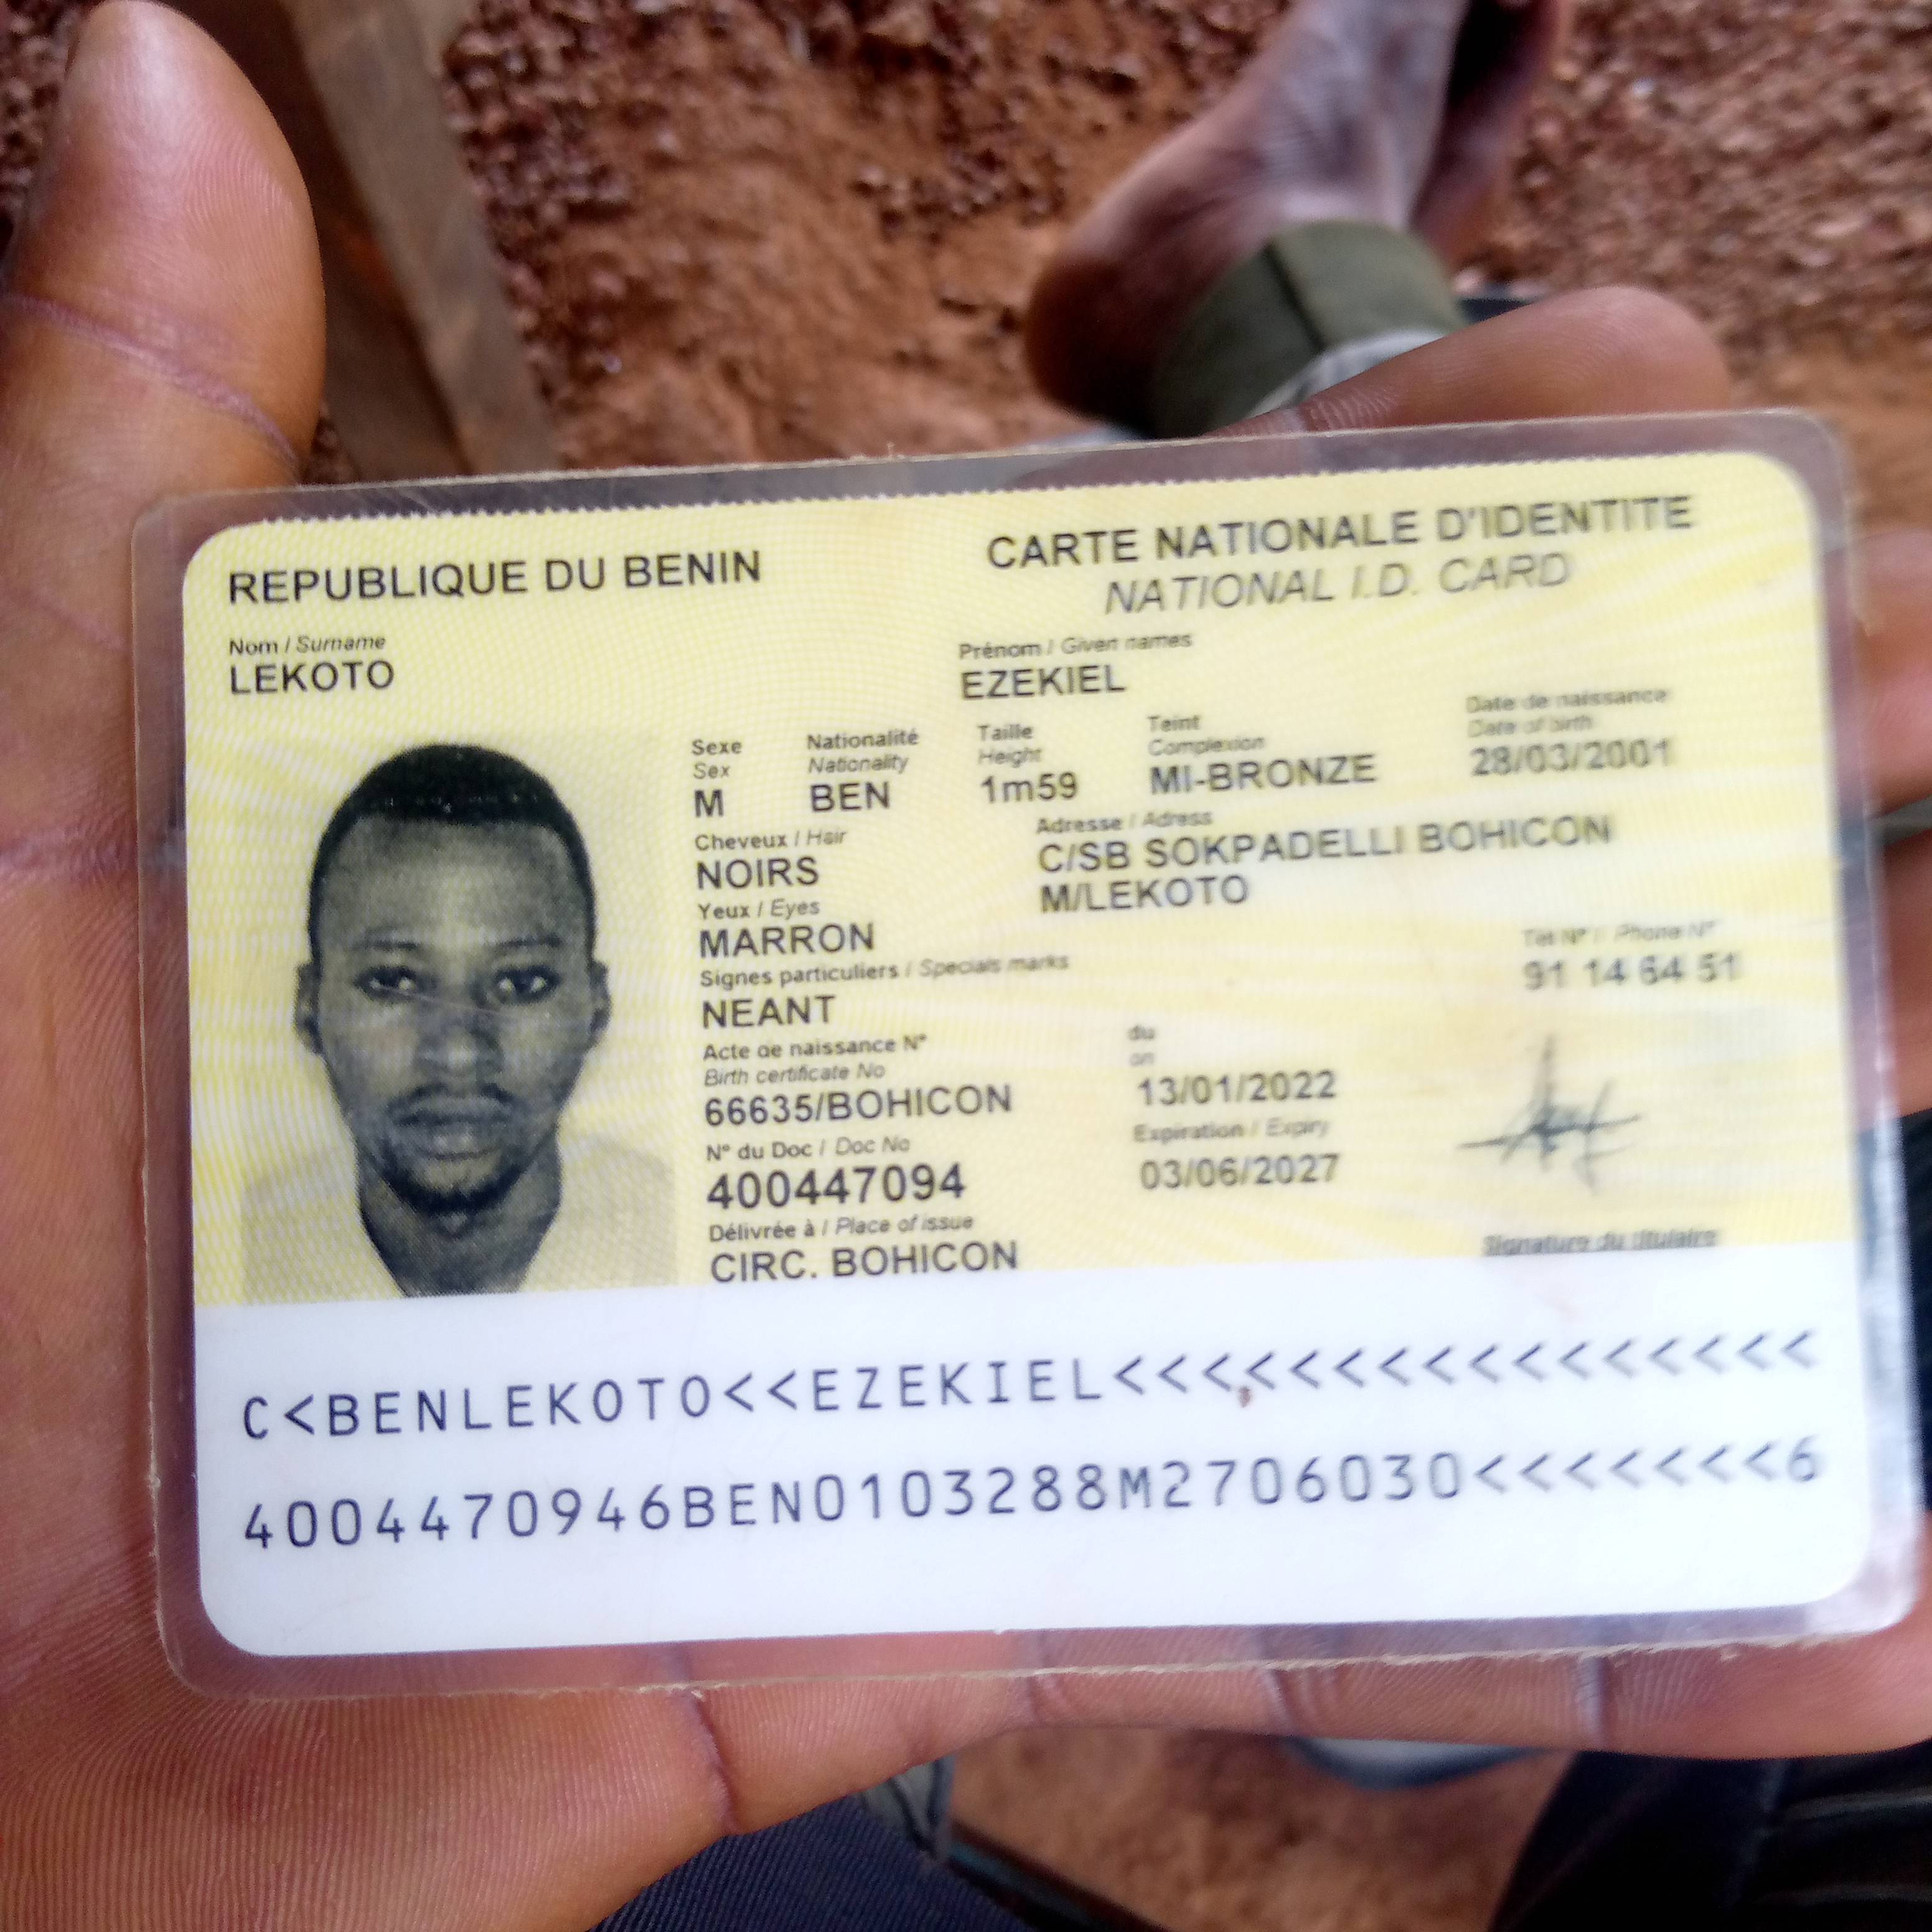 REPUBLIQUE DU BENIN
CARTE NATIONALE D'IDENTITE
NATIONAL I.D. CARD
Nom / Surname
LEKOTO
Prénom / Given names
EZEKIEL
Sexe
Sex
M
Nationalité
Nationality
BEN
Taille
Height
1m59
Teint
Complexion
MI-BRONZE
Date de naissance
Date of birth
28/03/2001
Cheveux / Hair
NOIRS
Adresse / Adress
C/SB SOKPADELLI BOHICON
M/LEKOTO
Yeux / Eyes
MARRON
Signes particuliers / Specials marks
NEANT
Tél N° / Phone N°
91 14 64 51
Acte de naissance N°
Birth certificate No
66635/BOHICON
du
on
13/01/2022
N° du Doc / Doc No
400447094
Expiration / Expiry
03/06/2027
Délivrée à / Place of issue
CIRC. BOHICON
Signature du titulaire
C<BENLEKOTO<<EZEKIEL<<<<<<<<<<<<<<<<
4004470946BEN0103288M2706030<<<<<<<6